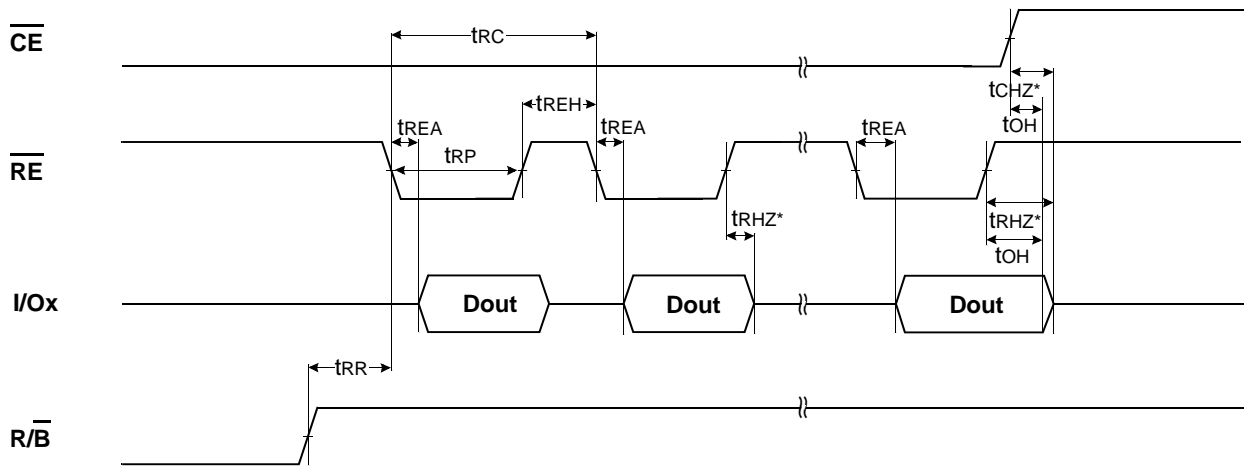 CE
tRC
tCHZ*
tREH
tOH
tREA
tREA
tREA
RE
tRP
tRHZ*
tRHZ*
tOH
I/Ox
Dout
Dout
Dout
tRR
R/B